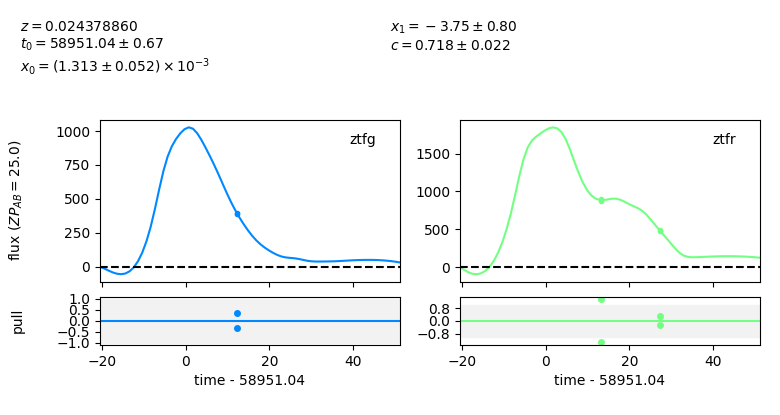 z = 0.024378860
t₀ = 58951.04 ± 0.67
x₀ = (1.313 ± 0.052) × 10⁻³
x₁ = −3.75 ± 0.80
c = 0.718 ± 0.022
flux (ZP_AB = 25.0)
1000
750
500
250
0
ztfg
1500
1000
500
0
ztfr
pull
1.0
0.5
0.0
−0.5
−1.0
−20 0 20 40
time - 58951.04
0.8
0.0
−0.8
−20 0 20 40
time - 58951.04